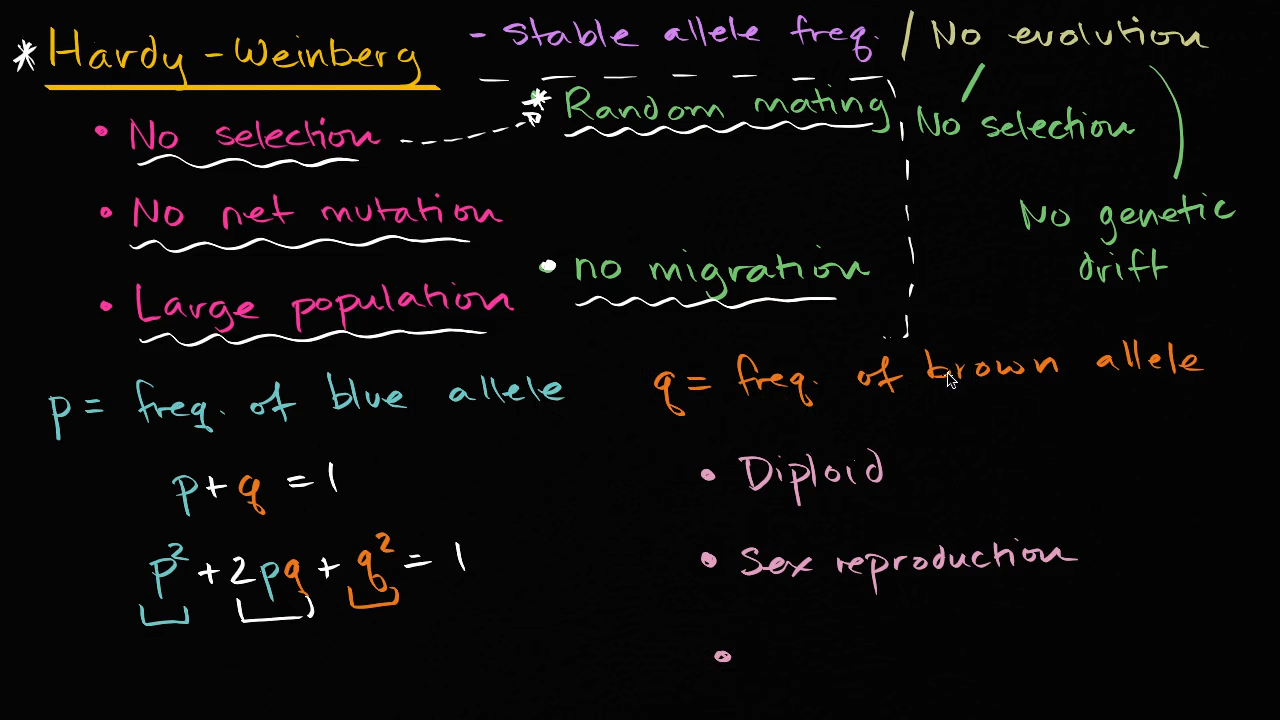 * Hardy - Weinberg
- stable allele freq. / No evolution
• No selection
* Random mating
No selection
• No net mutation
No genetic
drift
• no migration
• Large population
p = freq. of blue allele
q = freq. of brown allele
p + q = 1
• Diploid
p² + 2pq + q² = 1
• Sex reproduction
•